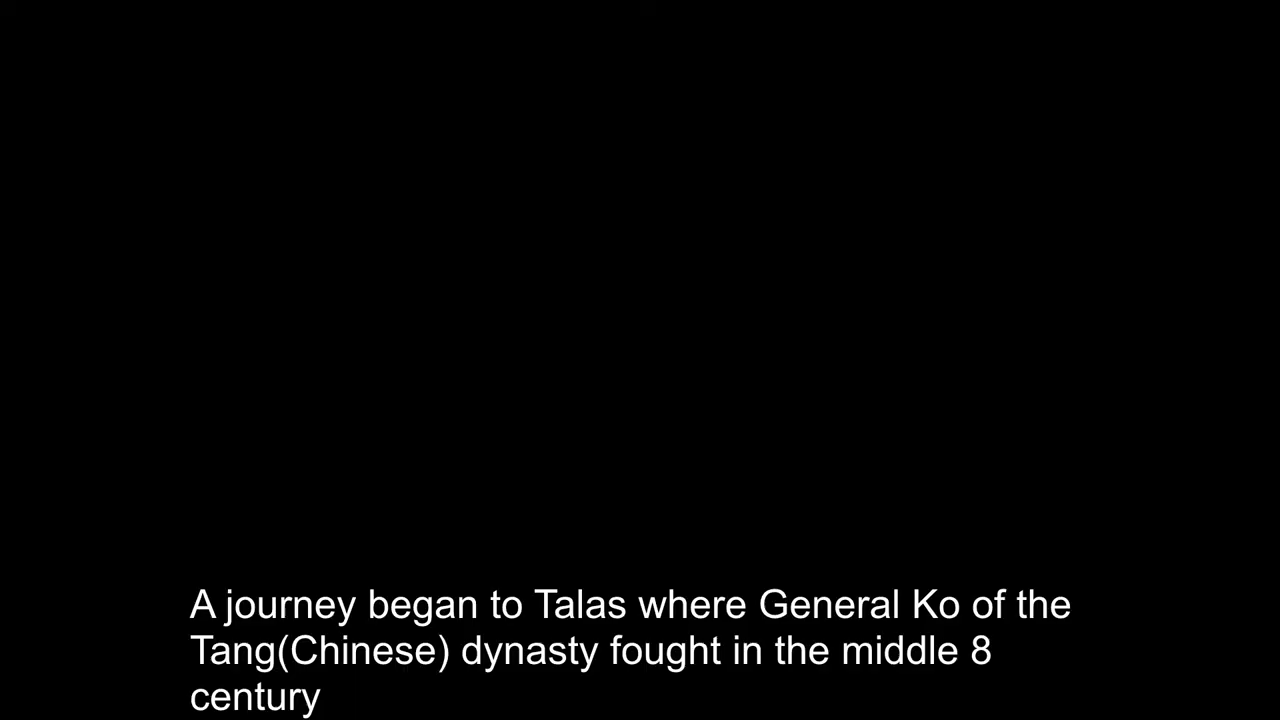 A journey began to Talas where General Ko of the
Tang(Chinese) dynasty fought in the middle 8
century